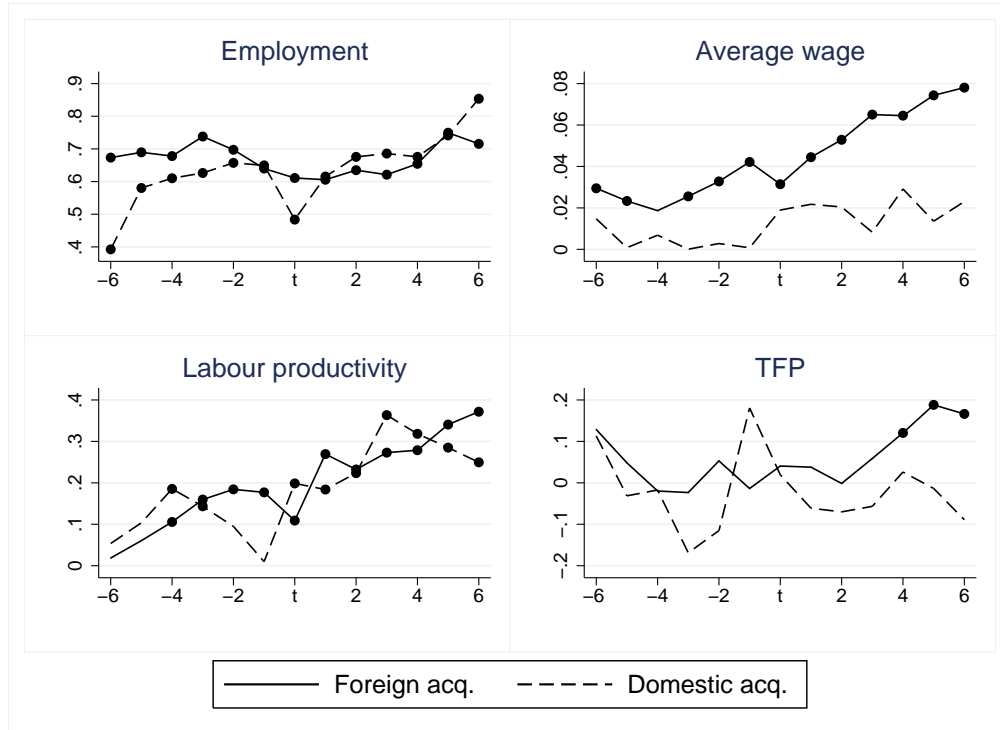 Employment
.9
.8
.7
.6
.5
.4
−6 −4 −2 t 2 4 6
Average wage
.08
.06
.04
.02
0
−6 −4 −2 t 2 4 6
Labour productivity
.4
.3
.2
.1
0
−6 −4 −2 t 2 4 6
TFP
.2
.1
0
−.1
−.2
−6 −4 −2 t 2 4 6
Foreign acq. Domestic acq.